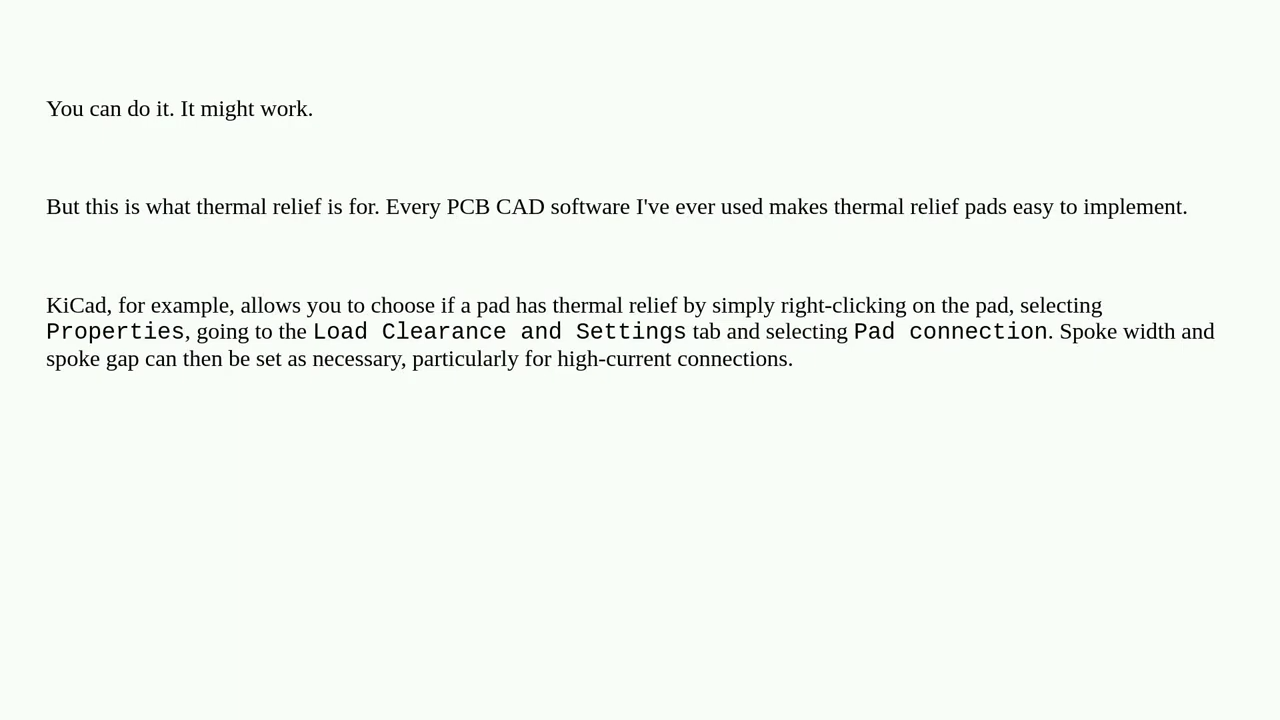 You can do it. It might work.
But this is what thermal relief is for. Every PCB CAD software I've ever used makes thermal relief pads easy to implement.
KiCad, for example, allows you to choose if a pad has thermal relief by simply right-clicking on the pad, selecting
Properties, going to the Load Clearance and Settings tab and selecting Pad connection. Spoke width and
spoke gap can then be set as necessary, particularly for high-current connections.